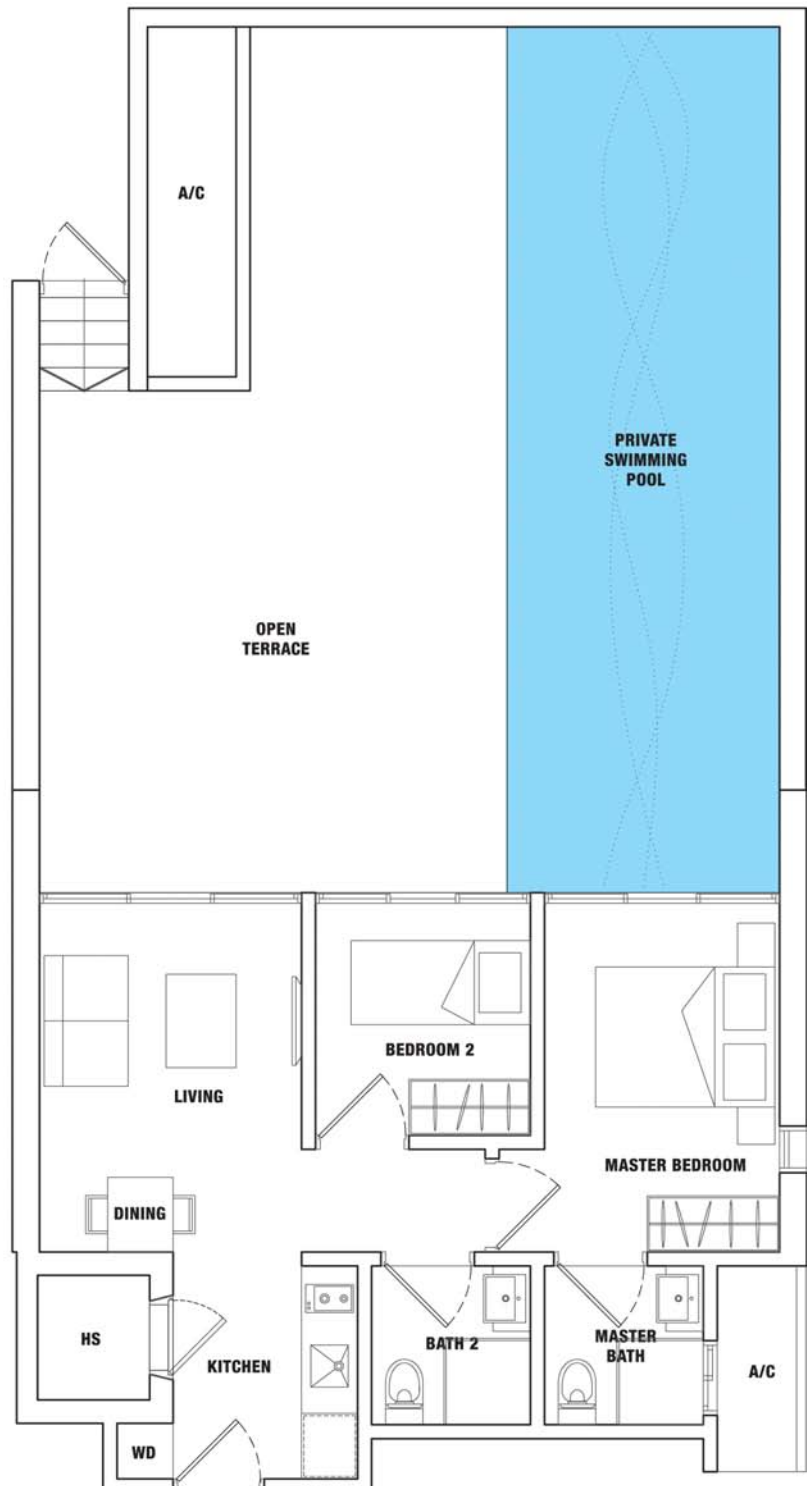 A/C
PRIVATE
SWIMMING
POOL
OPEN
TERRACE
BEDROOM 2
LIVING
MASTER BEDROOM
DINING
HS
KITCHEN
BATH 2
MASTER
BATH
A/C
WD